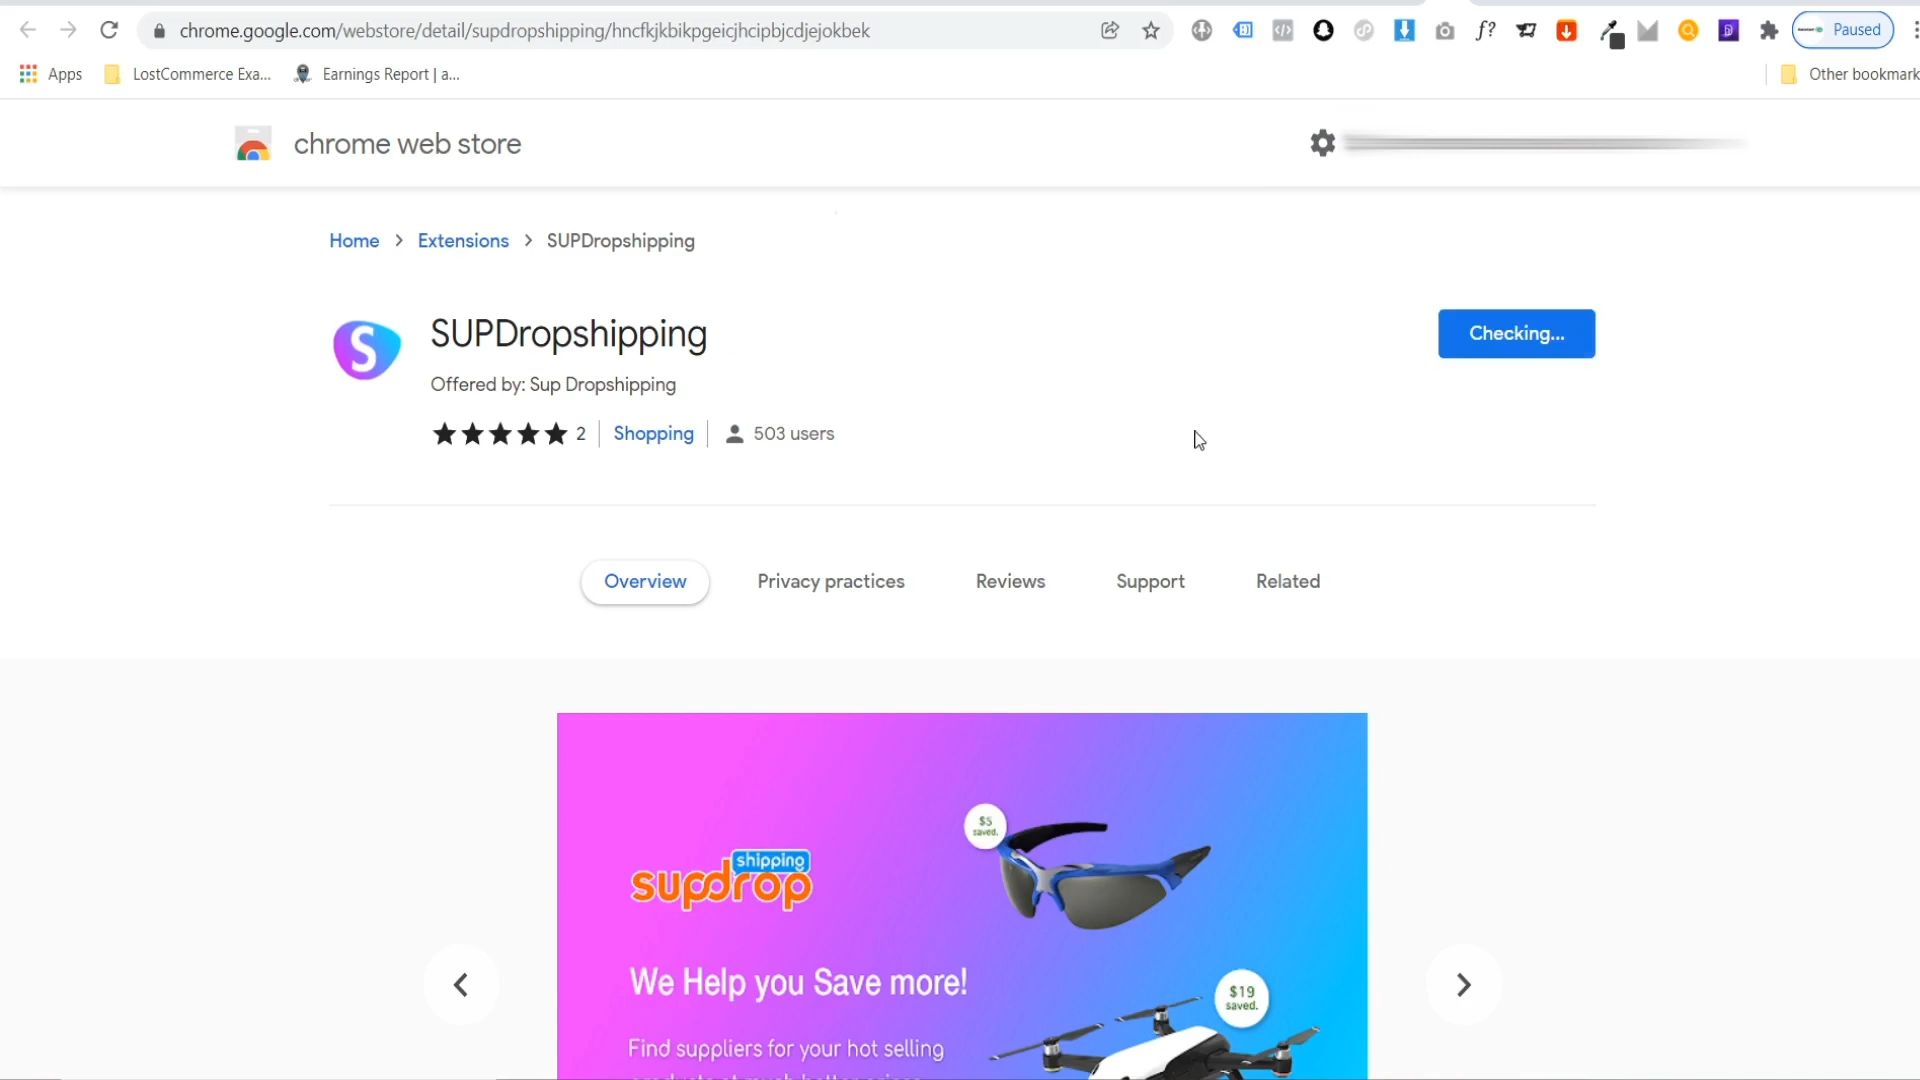 chrome.google.com/webstore/detail/supdropshipping/hncfkjkbikpgeicjhcipbjcdjejokbek
f?
Paused
Apps
LostCommerce Exa...
Earnings Report | a...
Other bookmark
chrome web store
Home > Extensions > SUPDropshipping
S
SUPDropshipping
Checking...
Offered by: Sup Dropshipping
2
Shopping
503 users
Overview
Privacy practices
Reviews
Support
Related
$5
saved.
shipping
supdrop
We Help you Save more!
$19
saved.
Find suppliers for your hot selling